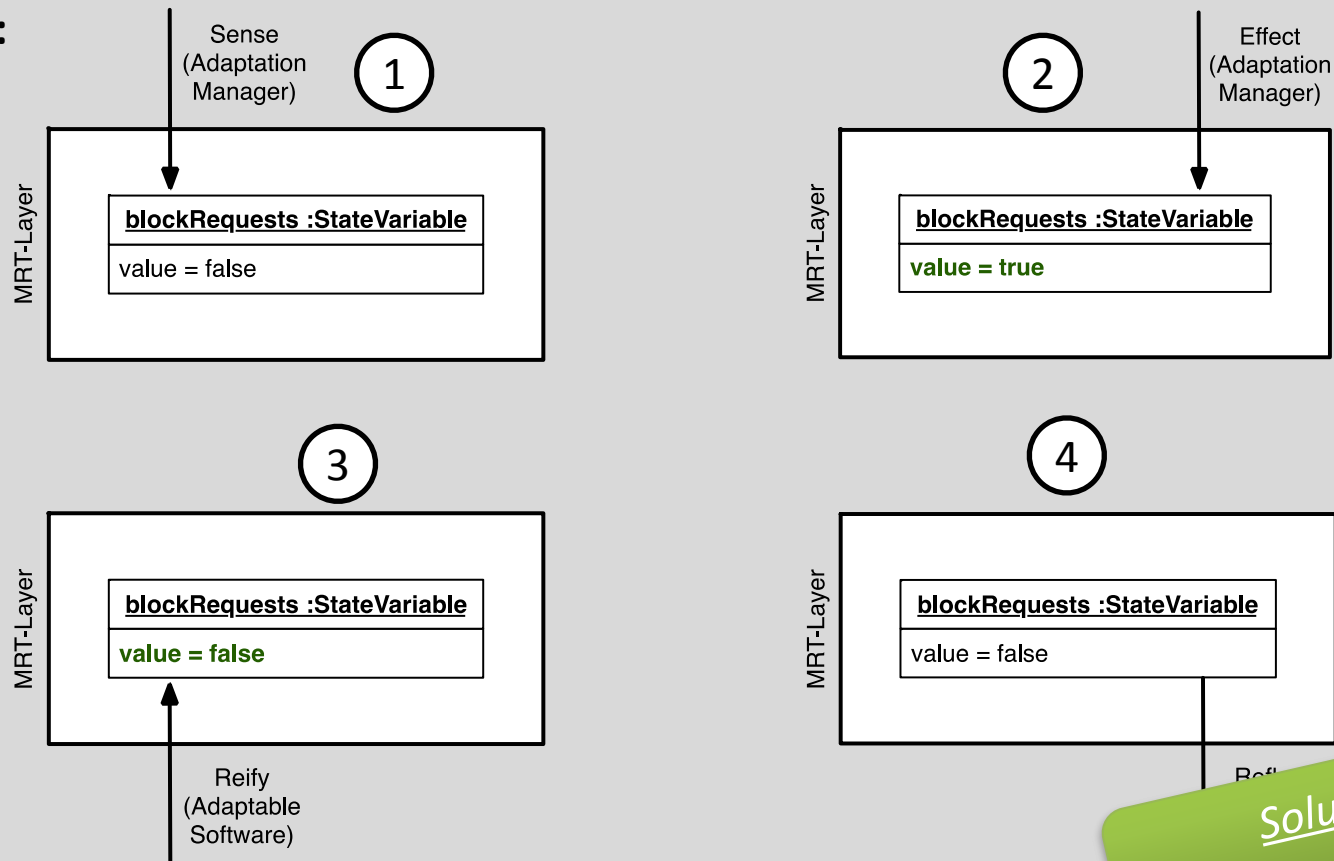 :
Sense
(Adaptation
Manager)
1
MRT-Layer
blockRequests :StateVariable
value = false
2
Effect
(Adaptation
Manager)
MRT-Layer
blockRequests :StateVariable
value = true
3
MRT-Layer
blockRequests :StateVariable
value = false
Reify
(Adaptable
Software)
4
MRT-Layer
blockRequests :StateVariable
value = false